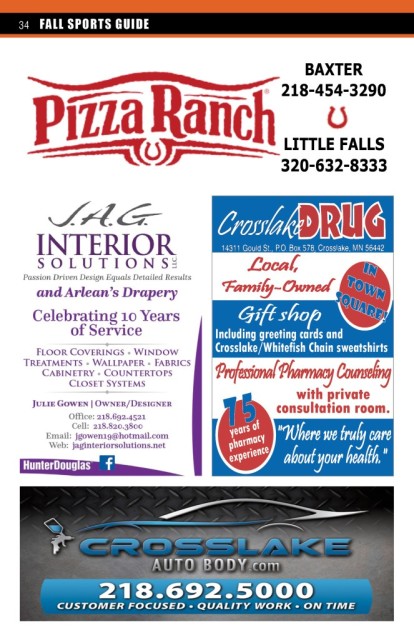 34 FALL SPORTS GUIDE
Pizza Ranch®
BAXTER
218-454-3290
LITTLE FALLS
320-632-8333
J.A.G.
INTERIOR
SOLUTIONS LLC
Passion Driven Design Equals Detailed Results
and Arlean's Drapery
Celebrating 10 Years
of Service
FLOOR COVERINGS • WINDOW
TREATMENTS • WALLPAPER • FABRICS
CABINETRY • COUNTERTOPS
CLOSET SYSTEMS
JULIE GOWEN | OWNER/DESIGNER
Office: 218.692.4521
Cell: 218.820.3800
Email: jgowen19@hotmail.com
Web: jaginteriorsolutions.net
HunterDouglas f
Crosslake DRUG
14311 Gould St., P.O. Box 578, Crosslake, MN 56442
Local,
Family-Owned
IN
TOWN
SQUARE!
Gift shop
Including greeting cards and
Crosslake/Whitefish Chain sweatshirts
Professional Pharmacy Counseling
with private
consultation room.
75
years of
pharmacy
experience
"Where we truly care
about your health."
CROSSLAKE
AUTO BODY.com
218.692.5000
CUSTOMER FOCUSED • QUALITY WORK • ON TIME